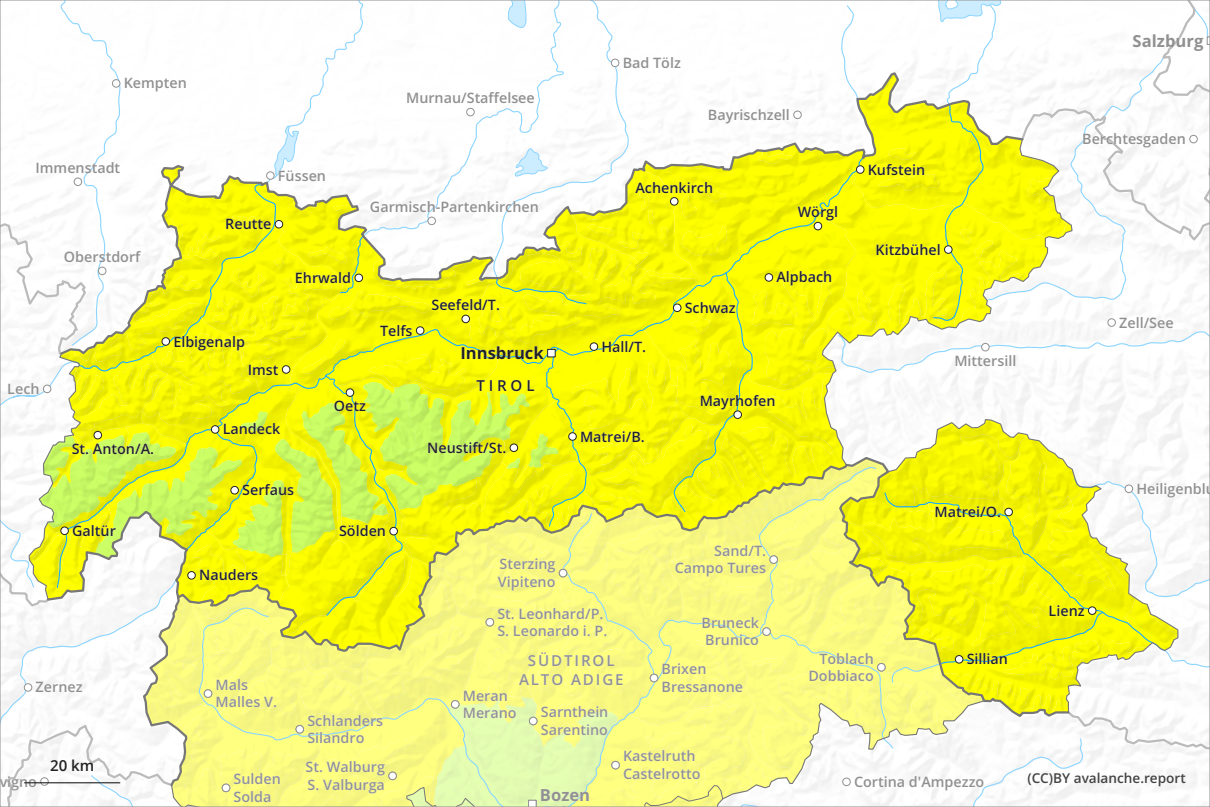 Salzburg
Bad Tölz
Kempten
Murnau/Staffelsee
Bayrischzell
Berchtesgaden
Immenstadt
Füssen
Kufstein
Achenkirch
Garmisch-Partenkirchen
Wörgl
Reutte
Kitzbühel
Oberstdorf
Ehrwald
Alpbach
Seefeld/T.
Schwaz
Zell/See
Telfs
Elbigenalp
Innsbruck
Hall/T.
Mittersill
Imst
TIROL
Lech
Mayrhofen
Oetz
Landeck
Matrei/B.
St. Anton/A.
Neustift/St.
Serfaus
Heiligenblu
Matrei/O.
Galtür
Sölden
Sand/T.
Campo Tures
Sterzing
Vipiteno
Nauders
St. Leonhard/P.
S. Leonardo i. P.
Lienz
Bruneck
Brunico
SÜDTIROL
ALTO ADIGE
Toblach
Dobbiaco
Sillian
Brixen
Bressanone
Zernez
Mals
Malles V.
Meran
Merano
Sarnthein
Sarentino
Schlanders
Silandro
Kastelruth
Castelrotto
20 km
St. Walburg
S. Valburga
Sulden
Solda
vigno
Cortina d'Ampezzo
(CC)BY avalanche.report
Bozen